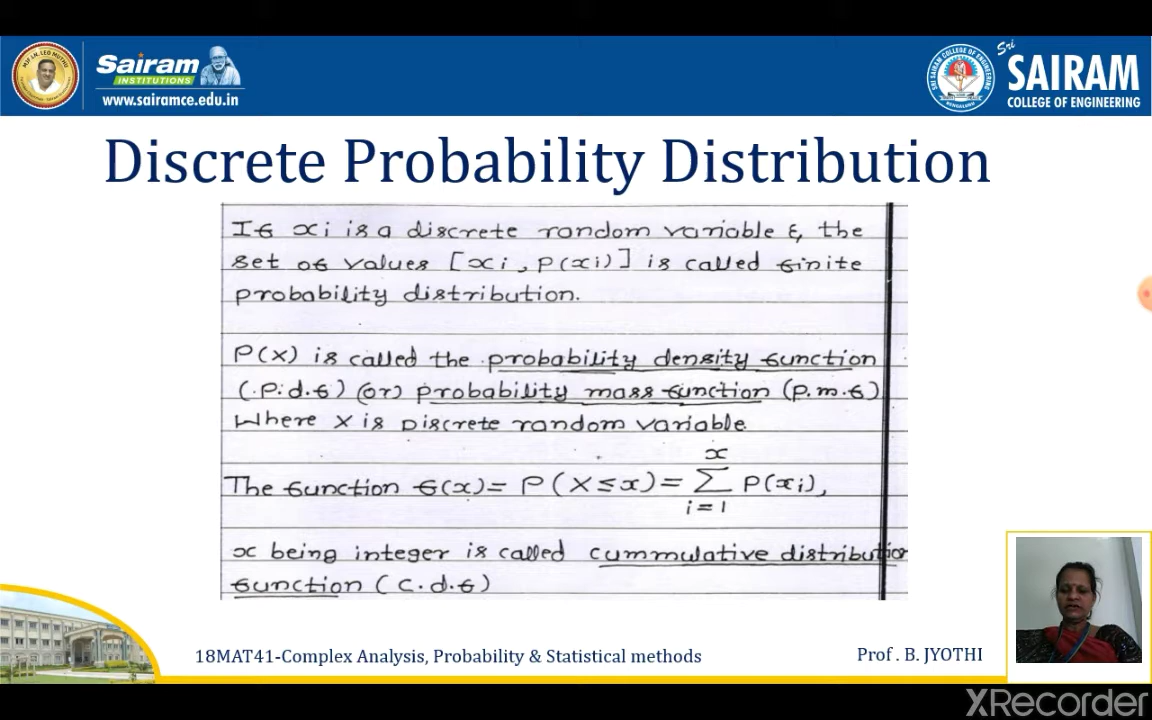 Sairam
INSTITUTIONS
www.sairamce.edu.in
Sri
SAIRAM
COLLEGE OF ENGINEERING
Discrete Probability Distribution
If xi is a discrete random variable & the
set of values [xi, P(xi)] is called finite
probability distribution.
P(x) is called the probability density function
(.p.d.f) (or) probability mass function (p.m.f)
Where x is Discrete random variable.
The function f(x) = P(X≤x) = ∑ P(xi),
x
i=1
x being integer is called cummulative distribution
function (c.d.f)
18MAT41-Complex Analysis, Probability & Statistical methods
Prof . B. JYOTHI
XRecorder